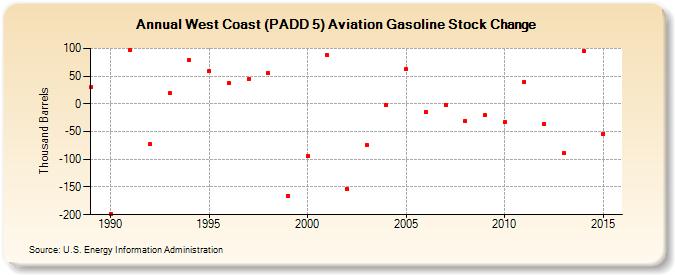 Annual West Coast (PADD 5) Aviation Gasoline Stock Change
Thousand Barrels
100
50
0
-50
-100
-150
-200
1990 1995 2000 2005 2010 2015
Source: U.S. Energy Information Administration